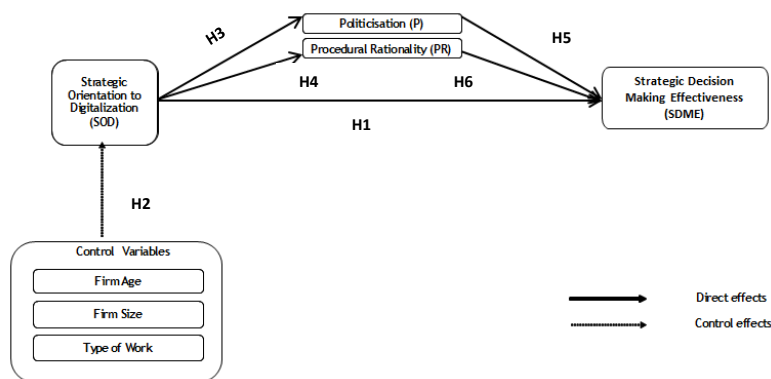 H3
Politicisation (P)
Procedural Rationality (PR)
H5
Strategic
Orientation to
Digitalization
(SOD)
H4
H6
Strategic Decision
Making Effectiveness
(SDME)
H1
H2
Control Variables
Firm Age
Firm Size
Type of Work
Direct effects
Control effects